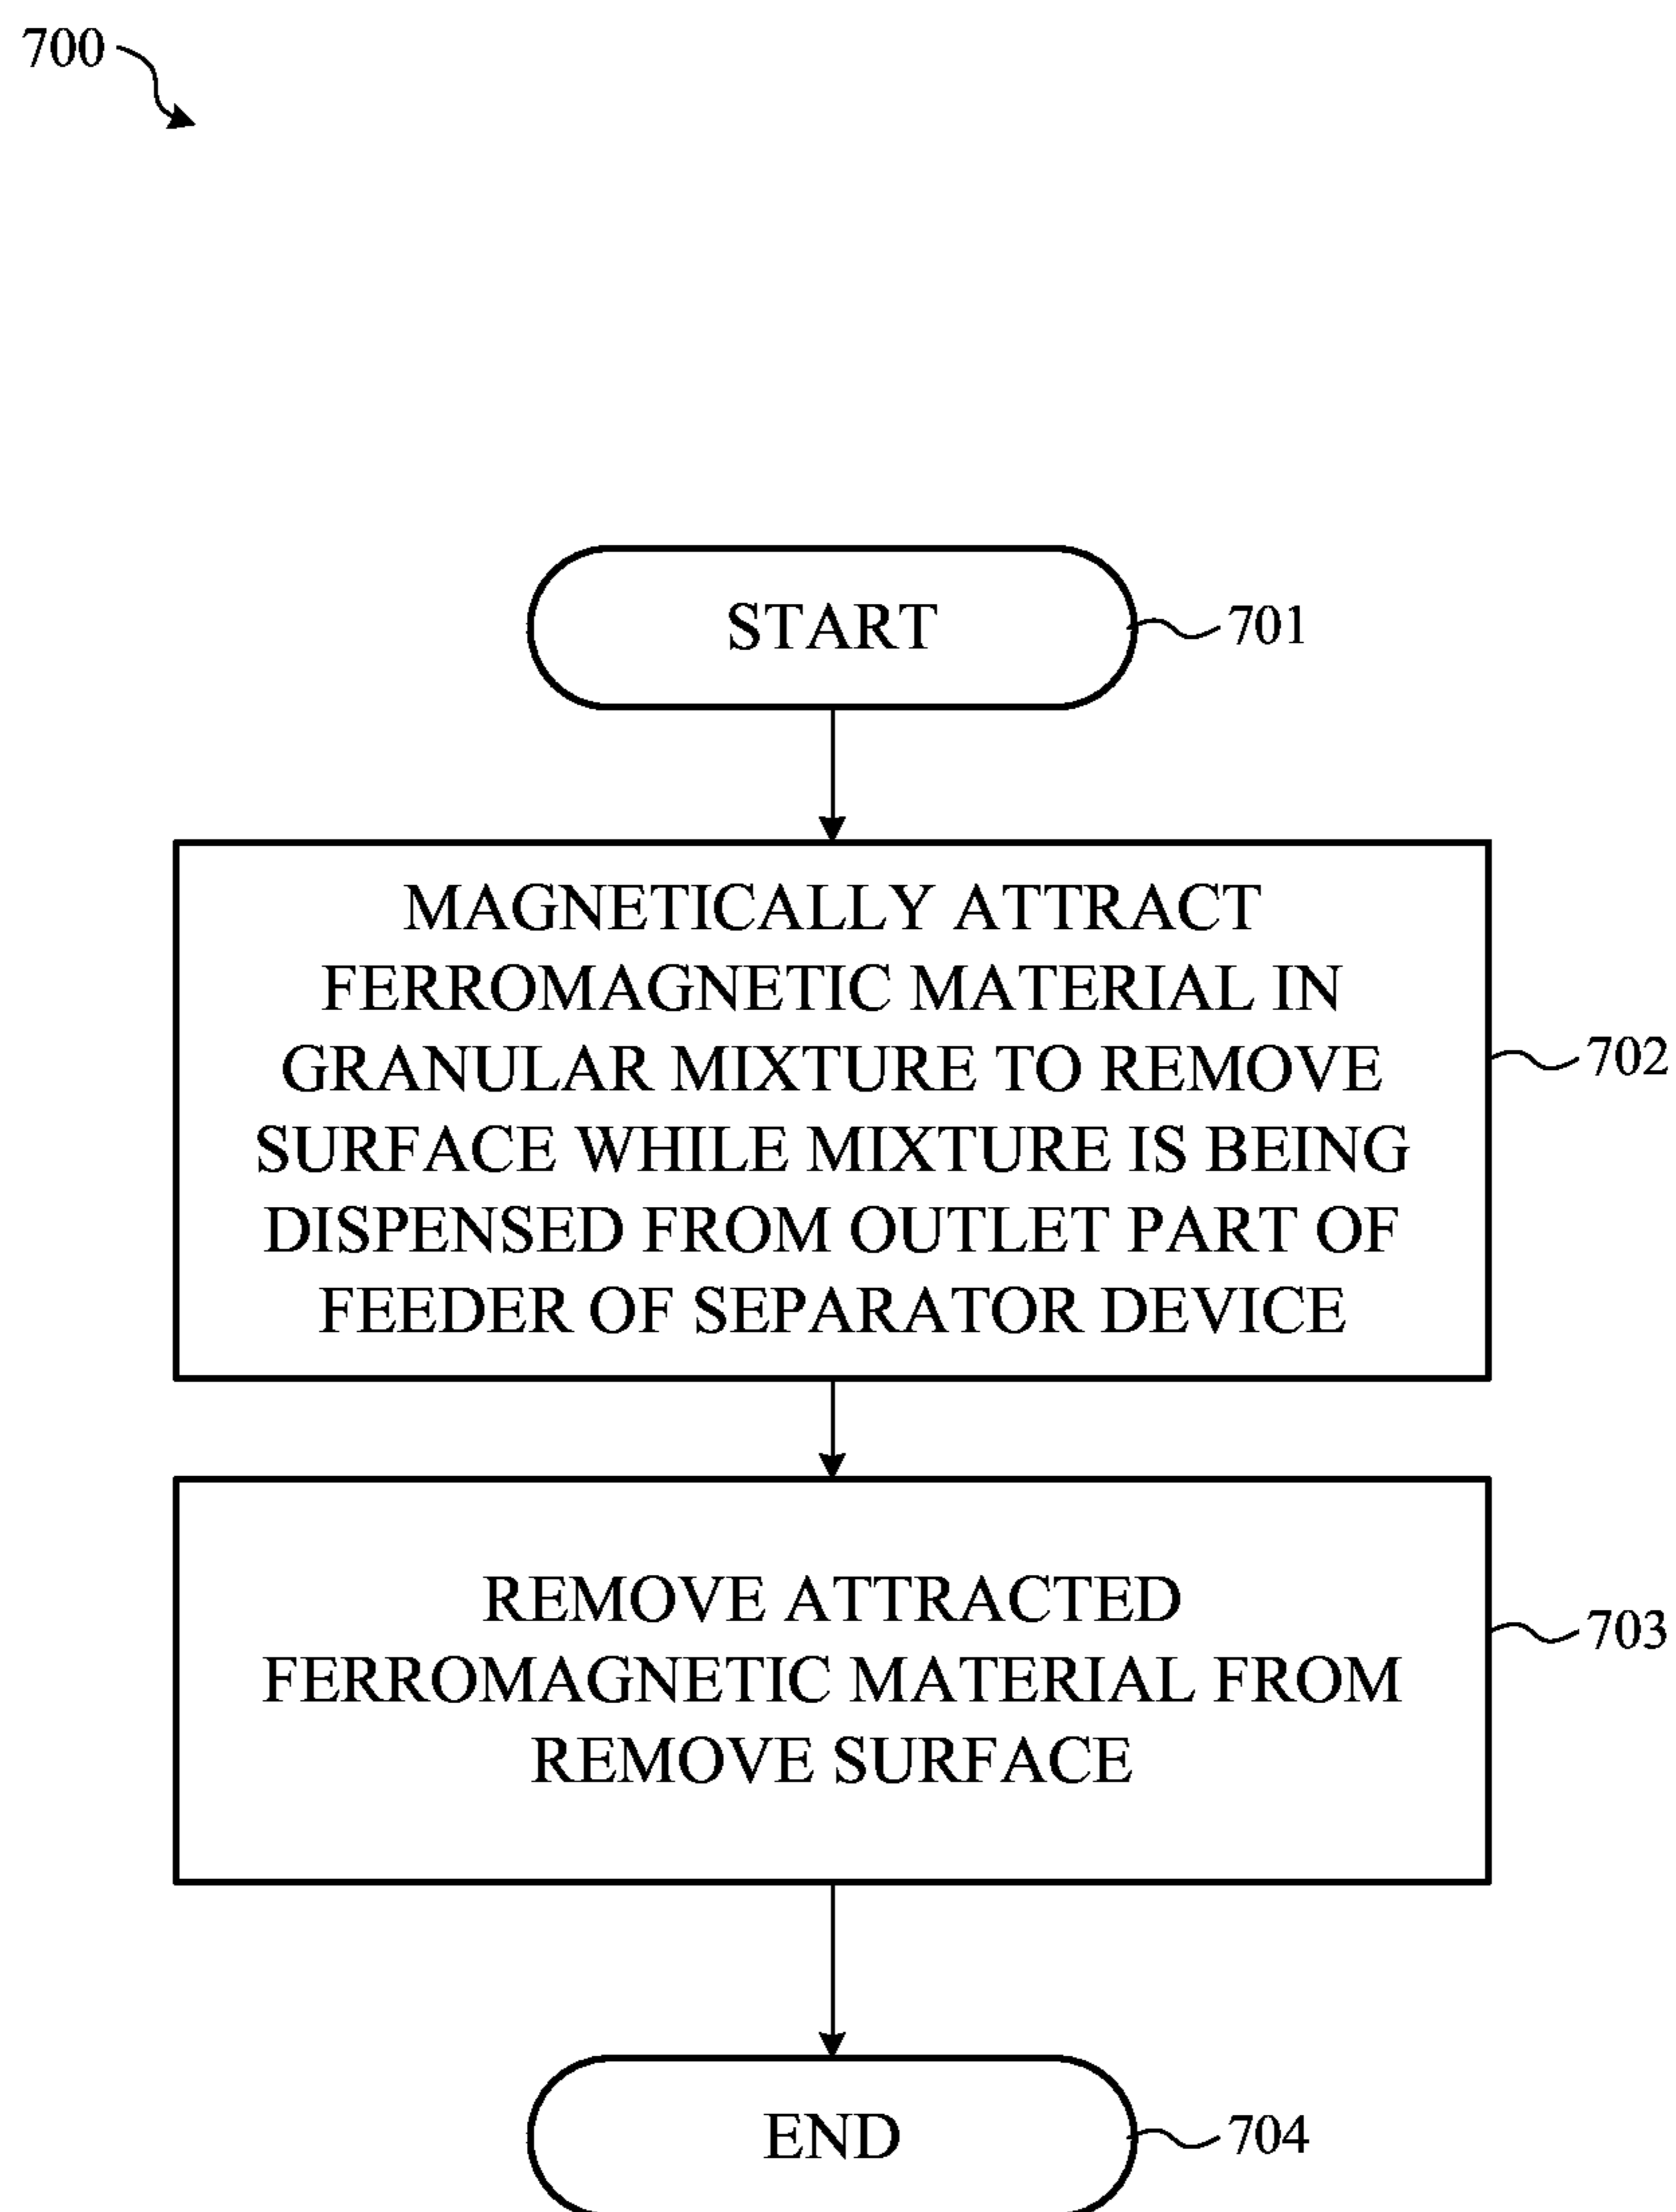 700
START
701
MAGNETICALLY ATTRACT
FERROMAGNETIC MATERIAL IN
GRANULAR MIXTURE TO REMOVE
SURFACE WHILE MIXTURE IS BEING
DISPENSED FROM OUTLET PART OF
FEEDER OF SEPARATOR DEVICE
702
REMOVE ATTRACTED
FERROMAGNETIC MATERIAL FROM
REMOVE SURFACE
703
END
704